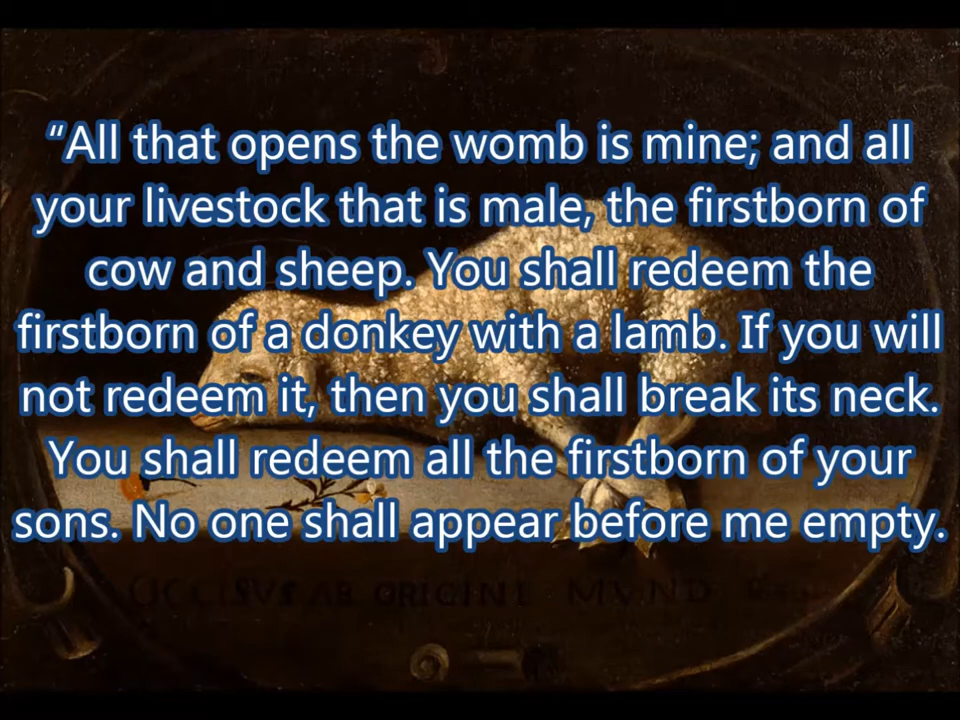 “All that opens the womb is mine; and all
your livestock that is male, the firstborn of
cow and sheep. You shall redeem the
firstborn of a donkey with a lamb. If you will
not redeem it, then you shall break its neck.
You shall redeem all the firstborn of your
sons. No one shall appear before me empty.
OCCISVS AB ORIGINE MVND